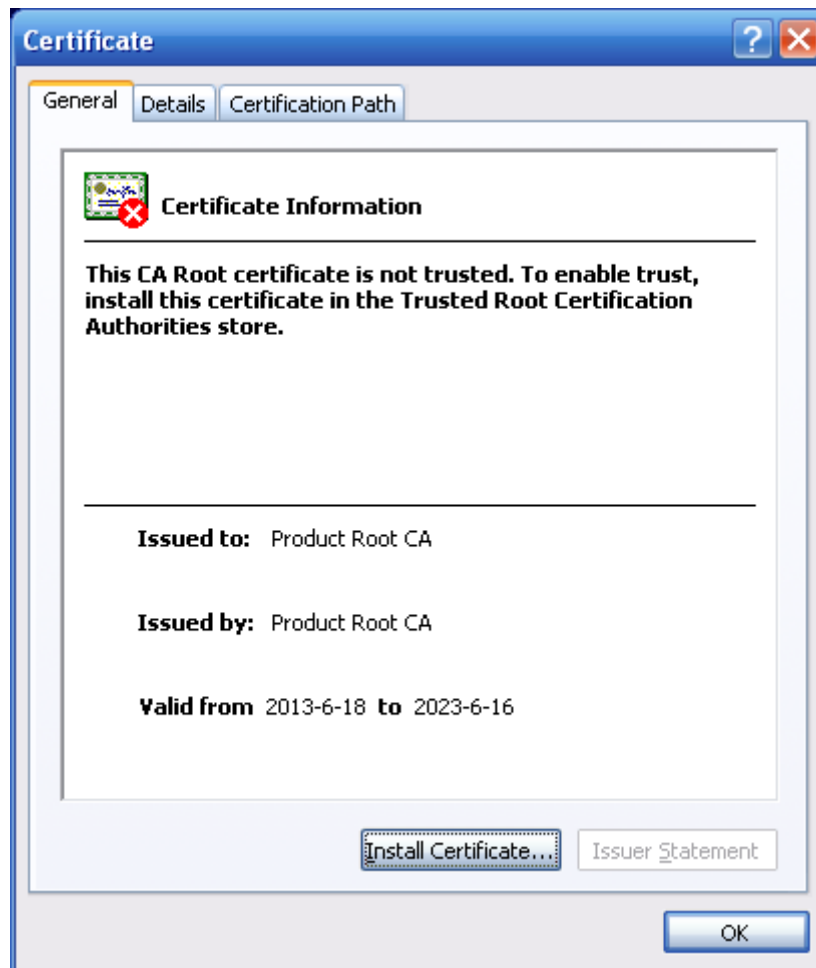 Certificate
General Details Certification Path
Certificate Information
This CA Root certificate is not trusted. To enable trust,
install this certificate in the Trusted Root Certification
Authorities store.
Issued to: Product Root CA
Issued by: Product Root CA
Valid from 2013-6-18 to 2023-6-16
Install Certificate... Issuer Statement
OK